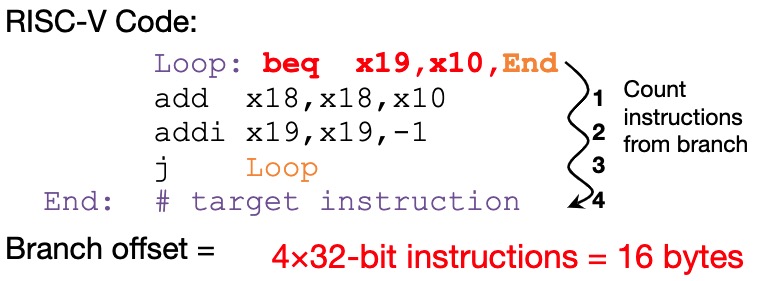 RISC-V Code:
Loop: beq x19,x10,End
add x18,x18,x10
addi x19,x19,-1
j Loop
End: # target instruction
1
2
3
4
Count
instructions
from branch
Branch offset =
4×32-bit instructions = 16 bytes